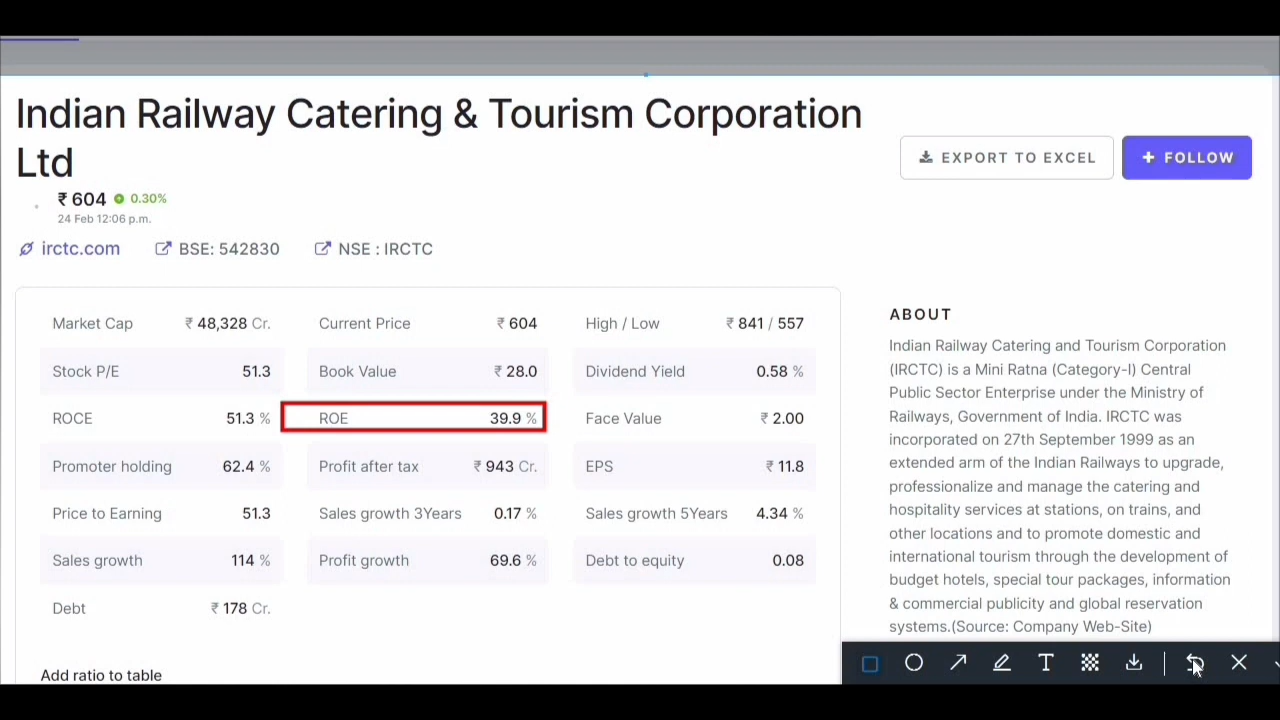 Indian Railway Catering & Tourism Corporation
Ltd
EXPORT TO EXCEL
+ FOLLOW
₹ 604 0.30%
24 Feb 12:06 p.m.
irctc.com BSE: 542830 NSE : IRCTC
Market Cap ₹ 48,328 Cr. Current Price ₹ 604 High / Low ₹ 841 / 557
Stock P/E 51.3 Book Value ₹ 28.0 Dividend Yield 0.58 %
ROCE 51.3 % ROE 39.9 % Face Value ₹ 2.00
Promoter holding 62.4 % Profit after tax ₹ 943 Cr. EPS ₹ 11.8
Price to Earning 51.3 Sales growth 3Years 0.17 % Sales growth 5Years 4.34 %
Sales growth 114 % Profit growth 69.6 % Debt to equity 0.08
Debt ₹ 178 Cr.
Add ratio to table
ABOUT
Indian Railway Catering and Tourism Corporation
(IRCTC) is a Mini Ratna (Category-I) Central
Public Sector Enterprise under the Ministry of
Railways, Government of India. IRCTC was
incorporated on 27th September 1999 as an
extended arm of the Indian Railways to upgrade,
professionalize and manage the catering and
hospitality services at stations, on trains, and
other locations and to promote domestic and
international tourism through the development of
budget hotels, special tour packages, information
& commercial publicity and global reservation
systems.(Source: Company Web-Site)
T